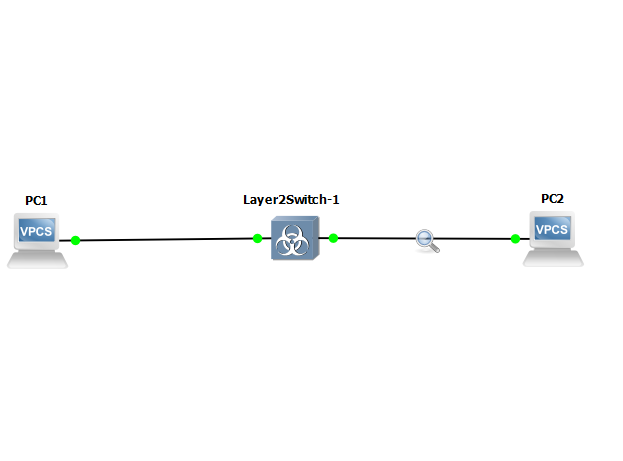 PC1
VPCS
Layer2Switch-1
PC2
VPCS